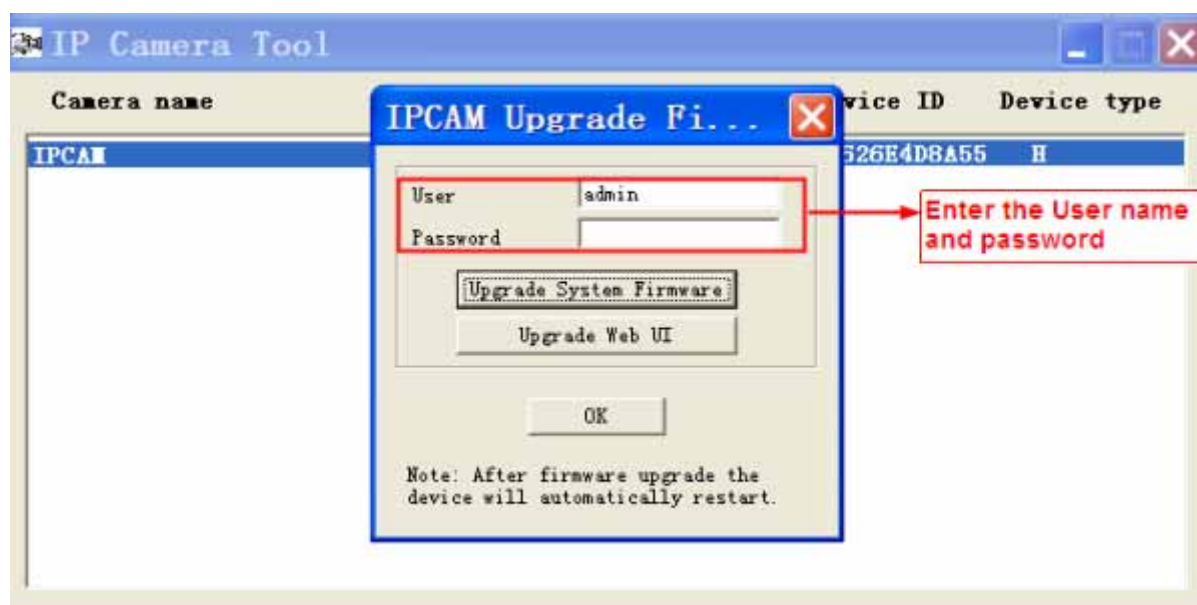 IP Camera Tool
Camera name vice ID Device type
IPCAM Upgrade Fi...
IPCAM 526E4D8A55 H
User admin
Enter the User name
and password
Password
Upgrade System Firmware
Upgrade Web UI
OK
Note: After firmware upgrade the
device will automatically restart.